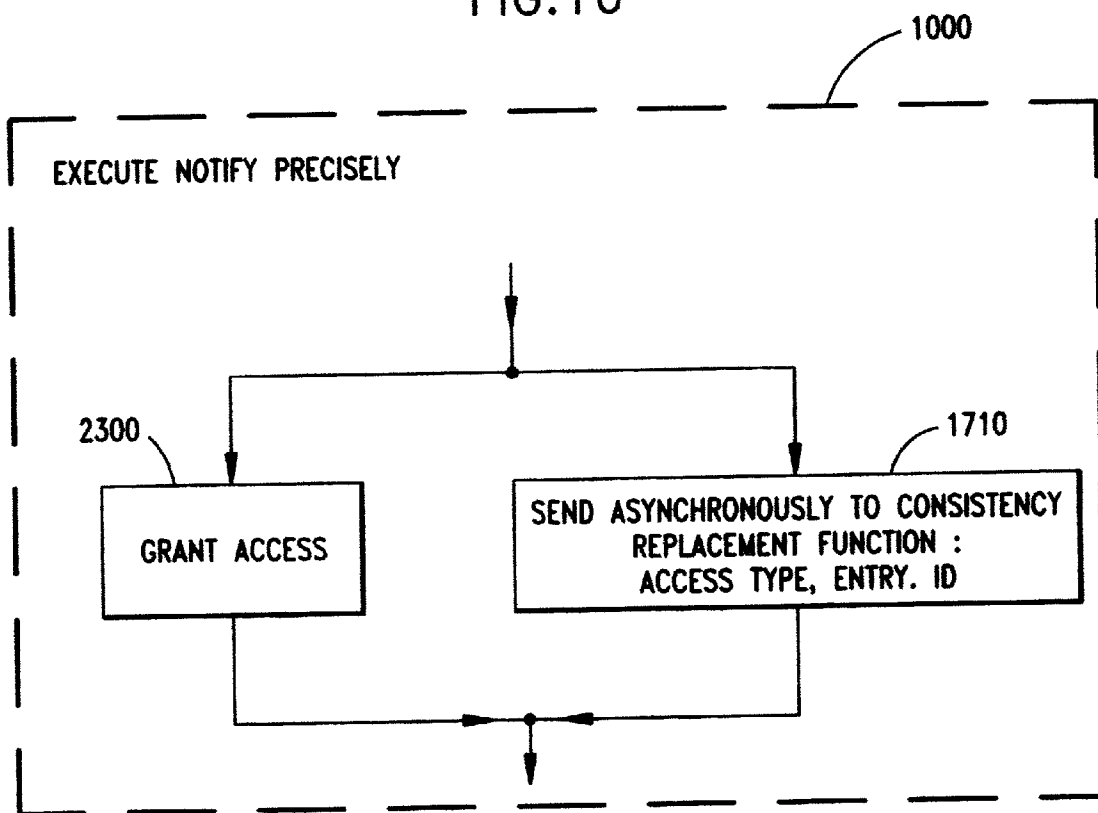 1000
EXECUTE NOTIFY PRECISELY
2300
1710
GRANT ACCESS
SEND ASYNCHRONOUSLY TO CONSISTENCY
REPLACEMENT FUNCTION :
ACCESS TYPE, ENTRY. ID